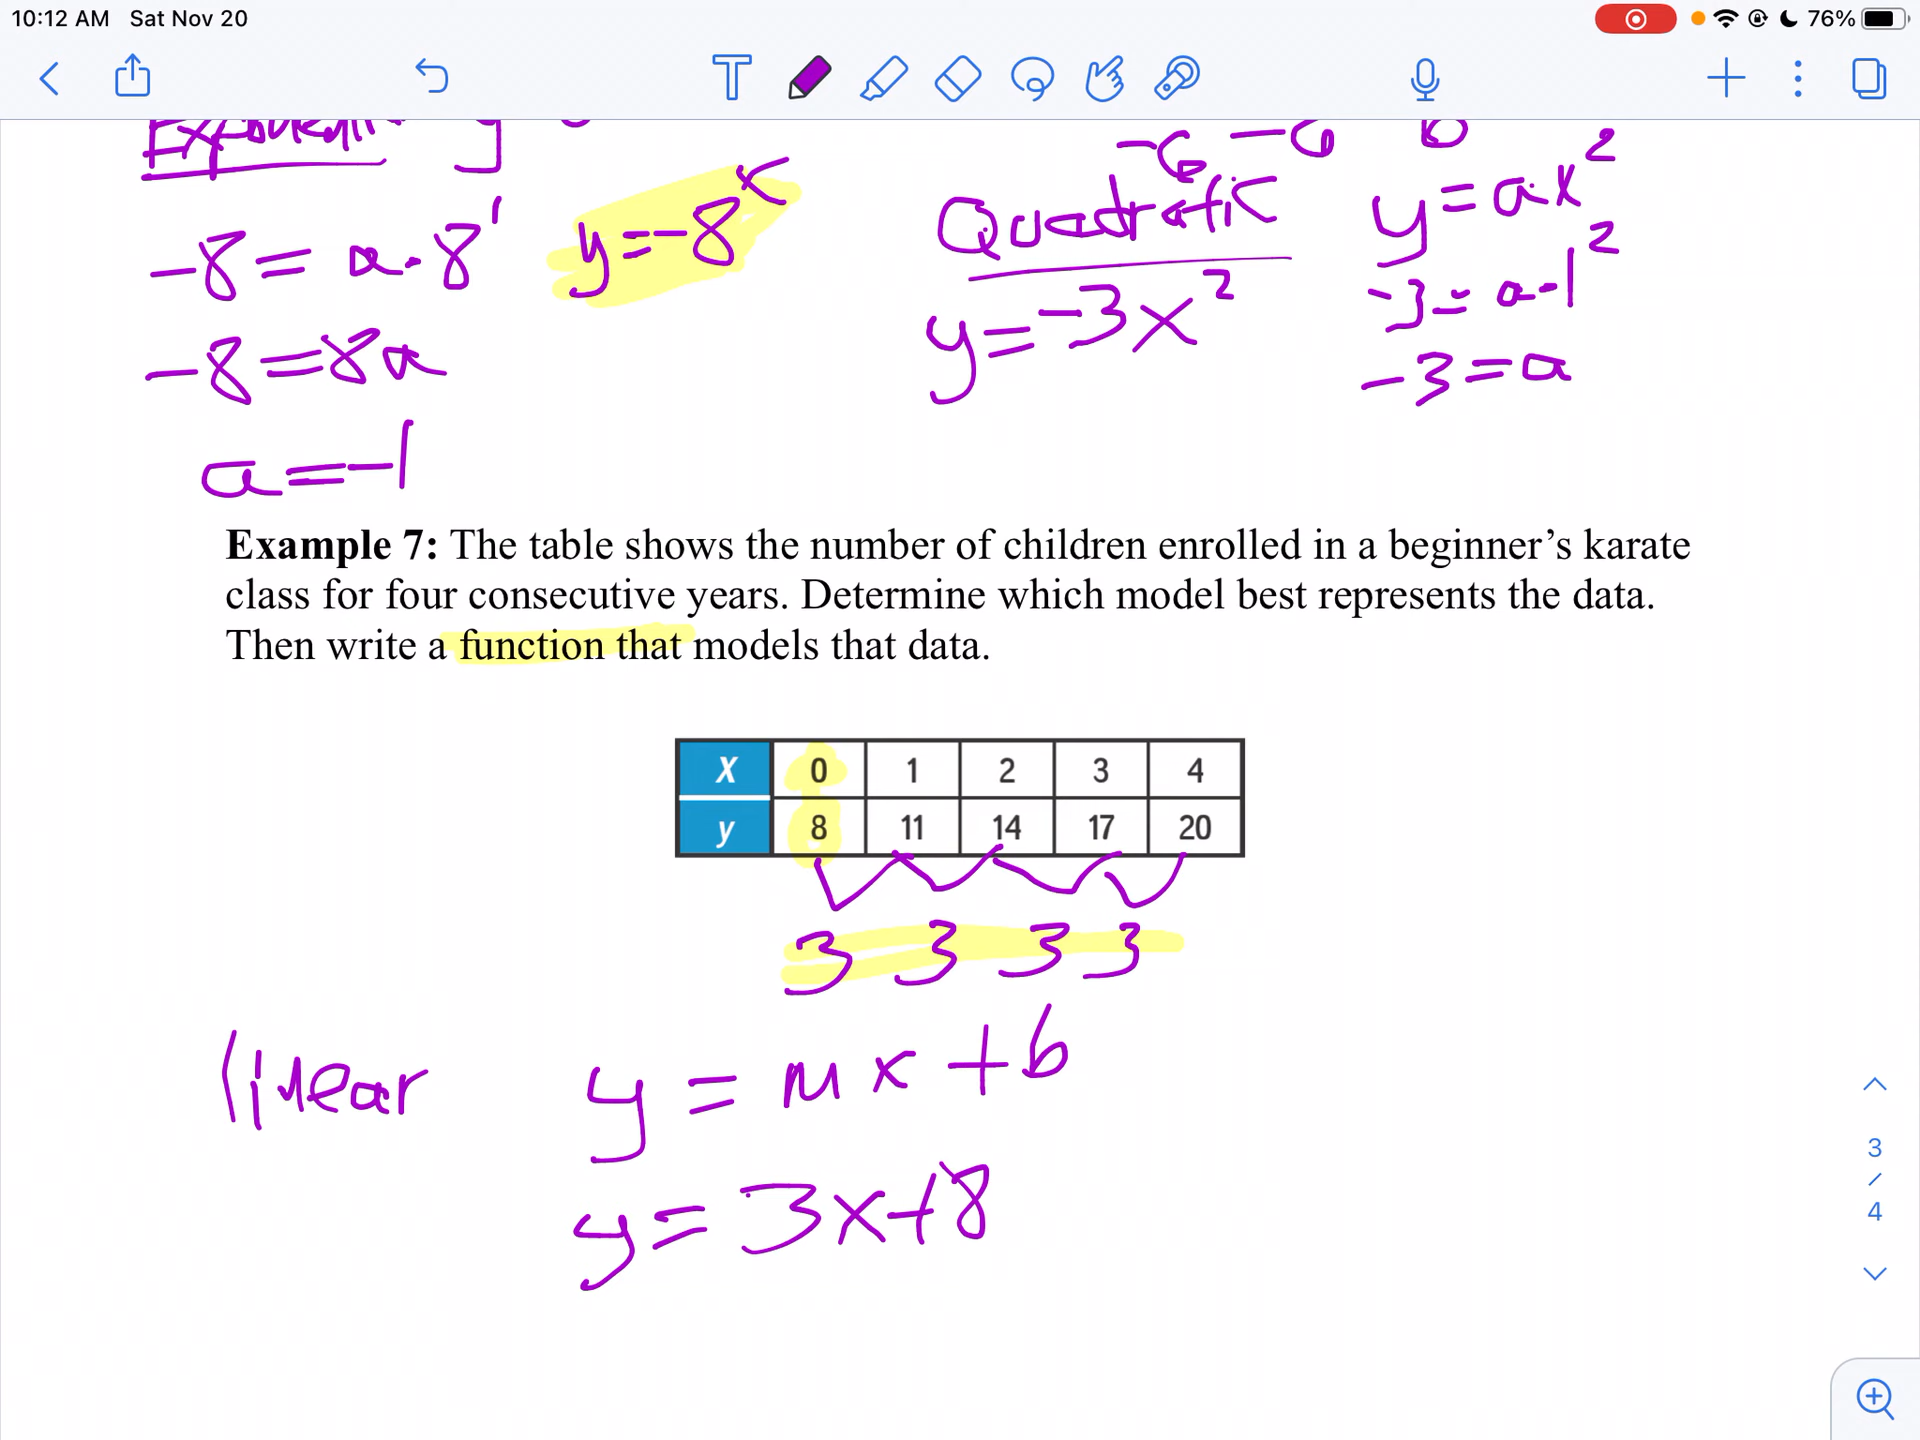 10:12 AM Sat Nov 20
76%
T
-8 = a·8¹
y=-8ˣ
-8=8a
a=-1
Quadratic
y=-3x²
y=ax²
-3=a·1²
-3=a
Example 7: The table shows the number of children enrolled in a beginner’s karate
class for four consecutive years. Determine which model best represents the data.
Then write a function that models that data.
X 0 1 2 3 4
y 8 11 14 17 20
3 3 3 3
linear
y = mx+b
y=3x+8
3
/
4